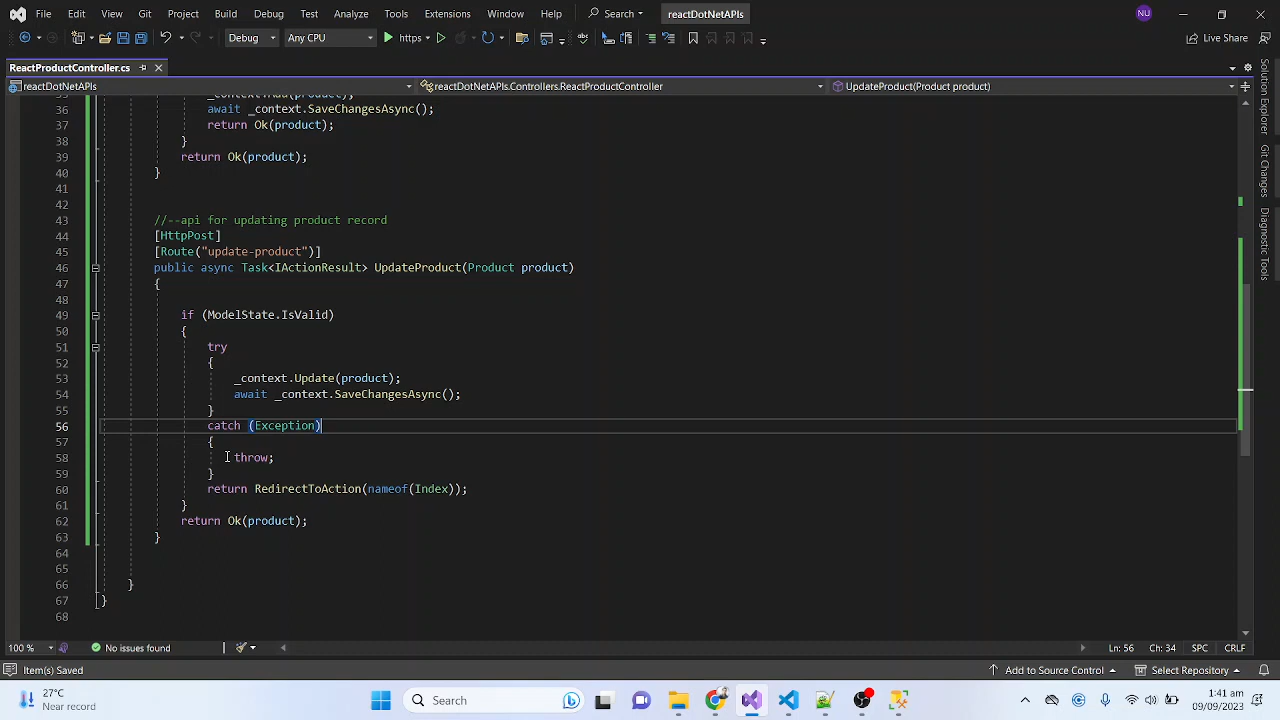 File Edit View Git Project Build Debug Test Analyze Tools Extensions Window Help Search reactDotNetAPIs NU
Debug Any CPU https Live Share
ReactProductController.cs
reactDotNetAPIs reactDotNetAPIs.Controllers.ReactProductController UpdateProduct(Product product)
_context.Add(product);
36 await _context.SaveChangesAsync();
37 return Ok(product);
38 }
39 return Ok(product);
40 }
41
42
43 //--api for updating product record
44 [HttpPost]
45 [Route("update-product")]
46 public async Task<IActionResult> UpdateProduct(Product product)
47 {
48
49 if (ModelState.IsValid)
50 {
51 try
52 {
53 _context.Update(product);
54 await _context.SaveChangesAsync();
55 }
56 catch (Exception)
57 {
58 throw;
59 }
60 return RedirectToAction(nameof(Index));
61 }
62 return Ok(product);
63 }
64
65
66 }
67 }
68
Solution Explorer
Git Changes
Diagnostic Tools
100 % No issues found Ln: 56 Ch: 34 SPC CRLF
Item(s) Saved Add to Source Control Select Repository
27°C
Near record
Search
1:41 am
09/09/2023